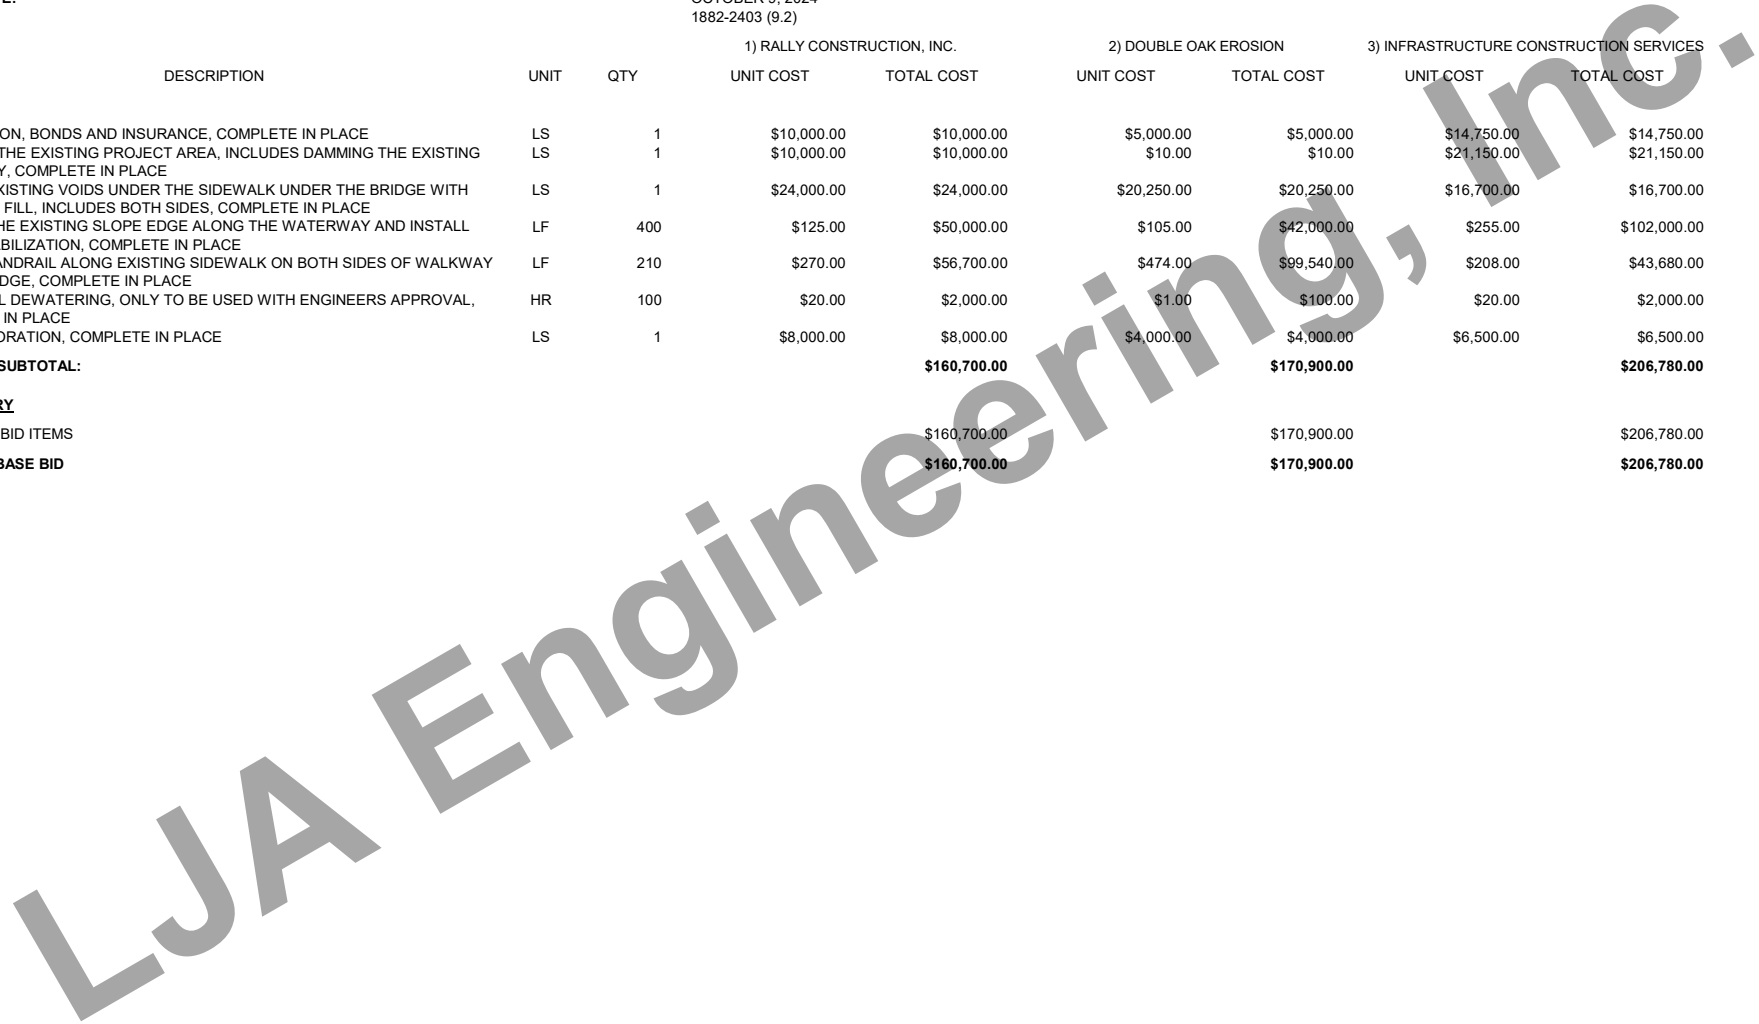 1882-2403 (9.2)
1) RALLY CONSTRUCTION, INC. 2) DOUBLE OAK EROSION 3) INFRASTRUCTURE CONSTRUCTION SERVICES
DESCRIPTION UNIT QTY UNIT COST TOTAL COST UNIT COST TOTAL COST UNIT COST TOTAL COST
ON, BONDS AND INSURANCE, COMPLETE IN PLACE LS 1 $10,000.00 $10,000.00 $5,000.00 $5,000.00 $14,750.00 $14,750.00
THE EXISTING PROJECT AREA, INCLUDES DAMMING THE EXISTING LS 1 $10,000.00 $10,000.00 $10.00 $10.00 $21,150.00 $21,150.00
Y, COMPLETE IN PLACE
XISTING VOIDS UNDER THE SIDEWALK UNDER THE BRIDGE WITH LS 1 $24,000.00 $24,000.00 $20,250.00 $20,250.00 $16,700.00 $16,700.00
FILL, INCLUDES BOTH SIDES, COMPLETE IN PLACE
HE EXISTING SLOPE EDGE ALONG THE WATERWAY AND INSTALL LF 400 $125.00 $50,000.00 $105.00 $42,000.00 $255.00 $102,000.00
BILIZATION, COMPLETE IN PLACE
ANDRAIL ALONG EXISTING SIDEWALK ON BOTH SIDES OF WALKWAY LF 210 $270.00 $56,700.00 $474.00 $99,540.00 $208.00 $43,680.00
DGE, COMPLETE IN PLACE
L DEWATERING, ONLY TO BE USED WITH ENGINEERS APPROVAL, HR 100 $20.00 $2,000.00 $1.00 $100.00 $20.00 $2,000.00
IN PLACE
ORATION, COMPLETE IN PLACE LS 1 $8,000.00 $8,000.00 $4,000.00 $4,000.00 $6,500.00 $6,500.00
SUBTOTAL: $160,700.00 $170,900.00 $206,780.00
RY
BID ITEMS $160,700.00 $170,900.00 $206,780.00
BASE BID $160,700.00 $170,900.00 $206,780.00
LJA Engineering, Inc.